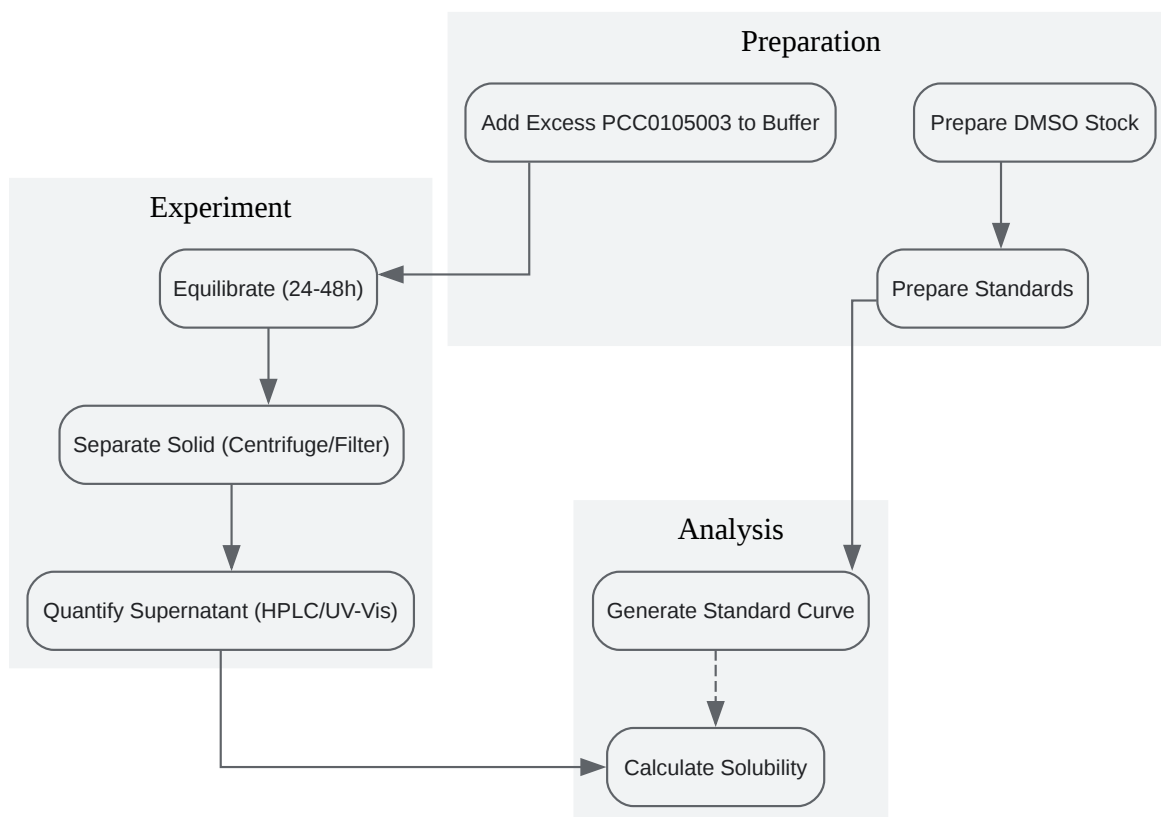 Preparation
Add Excess PCC0105003 to Buffer
Prepare DMSO Stock
Experiment
Equilibrate (24-48h)
Prepare Standards
Separate Solid (Centrifuge/Filter)
Analysis
Quantify Supernatant (HPLC/UV-Vis)
Generate Standard Curve
Calculate Solubility